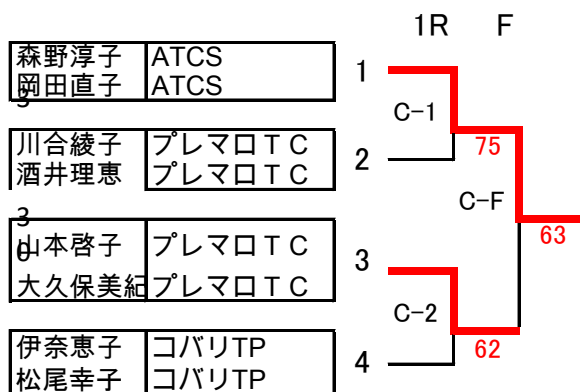 1R F
森野淳子 ATCS
岡田直子 ATCS
3
1
C-1
75
川合綾子 プレマロＴＣ
酒井理恵 プレマロＴＣ
2
C-F
63
3
0
山本啓子 プレマロＴＣ
大久保美紀 プレマロＴＣ
3
C-2
62
伊奈恵子 コバリTP
松尾幸子 コバリTP
4